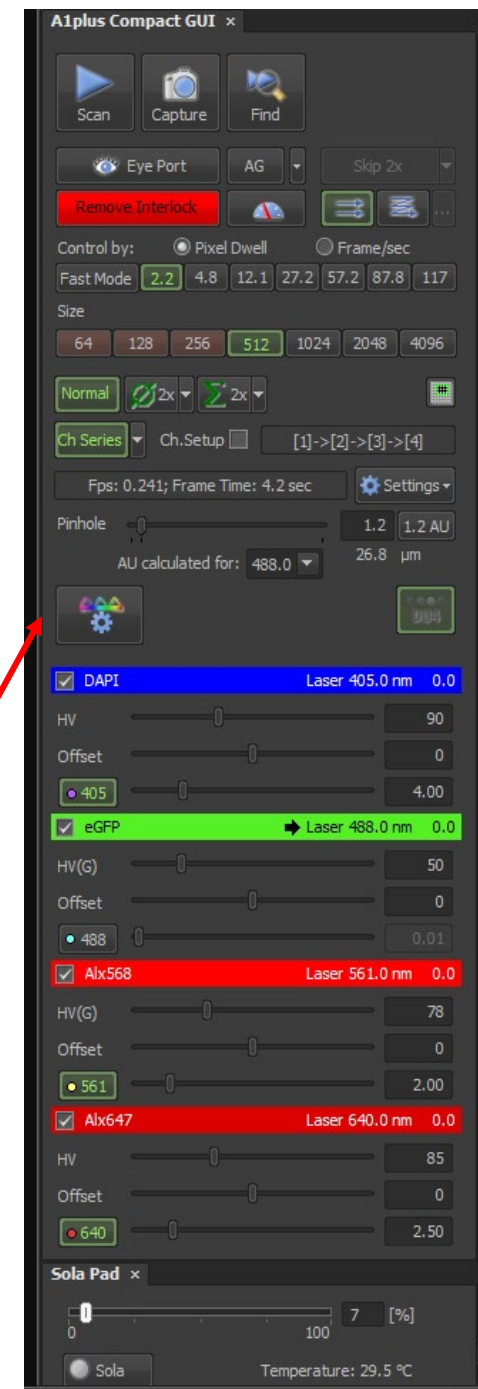 A1plus Compact GUI ×
Scan Capture Find
Eye Port AG Skip 2x
Remove Interlock ...
Control by: Pixel Dwell Frame/sec
Fast Mode 2.2 4.8 12.1 27.2 57.2 87.8 117
Size
64 128 256 512 1024 2048 4096
Normal 2x 2x
Ch Series Ch.Setup [1]->[2]->[3]->[4]
Fps: 0.241; Frame Time: 4.2 sec Settings
Pinhole 1.2 1.2 AU
AU calculated for: 488.0 26.8 µm
DU4
DAPI Laser 405.0 nm 0.0
HV 90
Offset 0
405 4.00
eGFP Laser 488.0 nm 0.0
HV(G) 50
Offset 0
488 0.01
Alx568 Laser 561.0 nm 0.0
HV(G) 78
Offset 0
561 2.00
Alx647 Laser 640.0 nm 0.0
HV 85
Offset 0
640 2.50
Sola Pad ×
7 [%]
0 100
Sola Temperature: 29.5 ºC